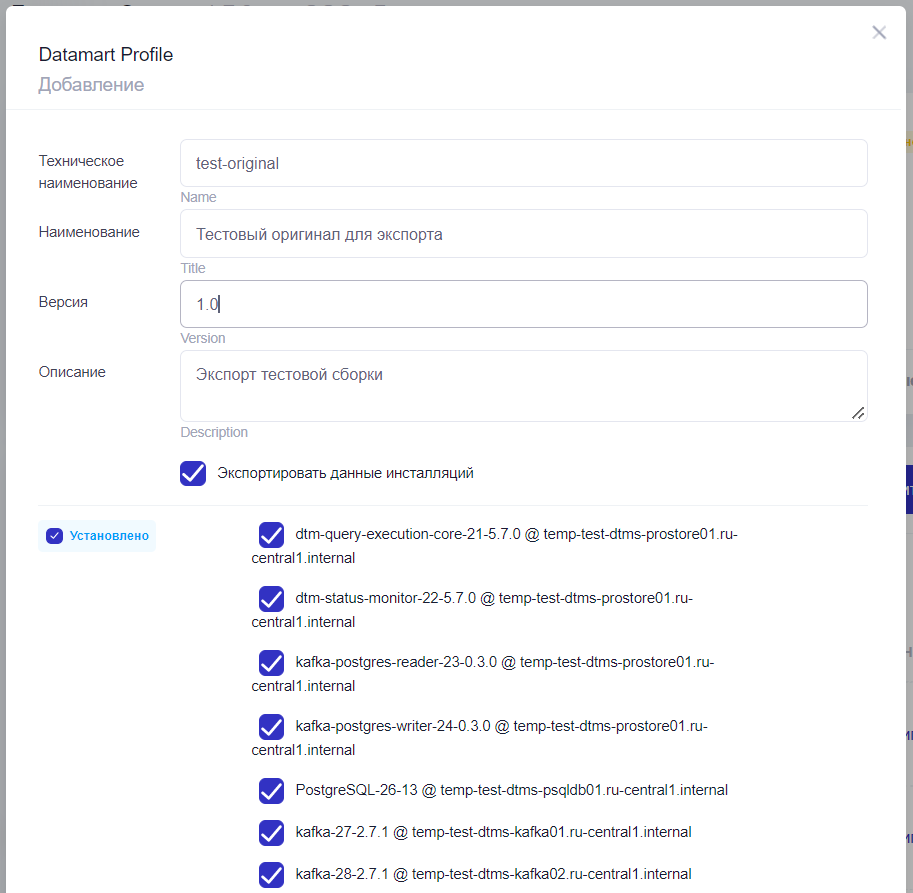 Datamart Profile
Добавление
Техническое
наименование
test-original
Name
Наименование
Тестовый оригинал для экспорта
Title
Версия
1.0
Version
Описание
Экспорт тестовой сборки
Description
Экспортировать данные инсталляций
Установлено
dtm-query-execution-core-21-5.7.0 @ temp-test-dtms-prostore01.ru-
central1.internal
dtm-status-monitor-22-5.7.0 @ temp-test-dtms-prostore01.ru-
central1.internal
kafka-postgres-reader-23-0.3.0 @ temp-test-dtms-prostore01.ru-
central1.internal
kafka-postgres-writer-24-0.3.0 @ temp-test-dtms-prostore01.ru-
central1.internal
PostgreSQL-26-13 @ temp-test-dtms-psqldb01.ru-central1.internal
kafka-27-2.7.1 @ temp-test-dtms-kafka01.ru-central1.internal
kafka-28-2.7.1 @ temp-test-dtms-kafka02.ru-central1.internal